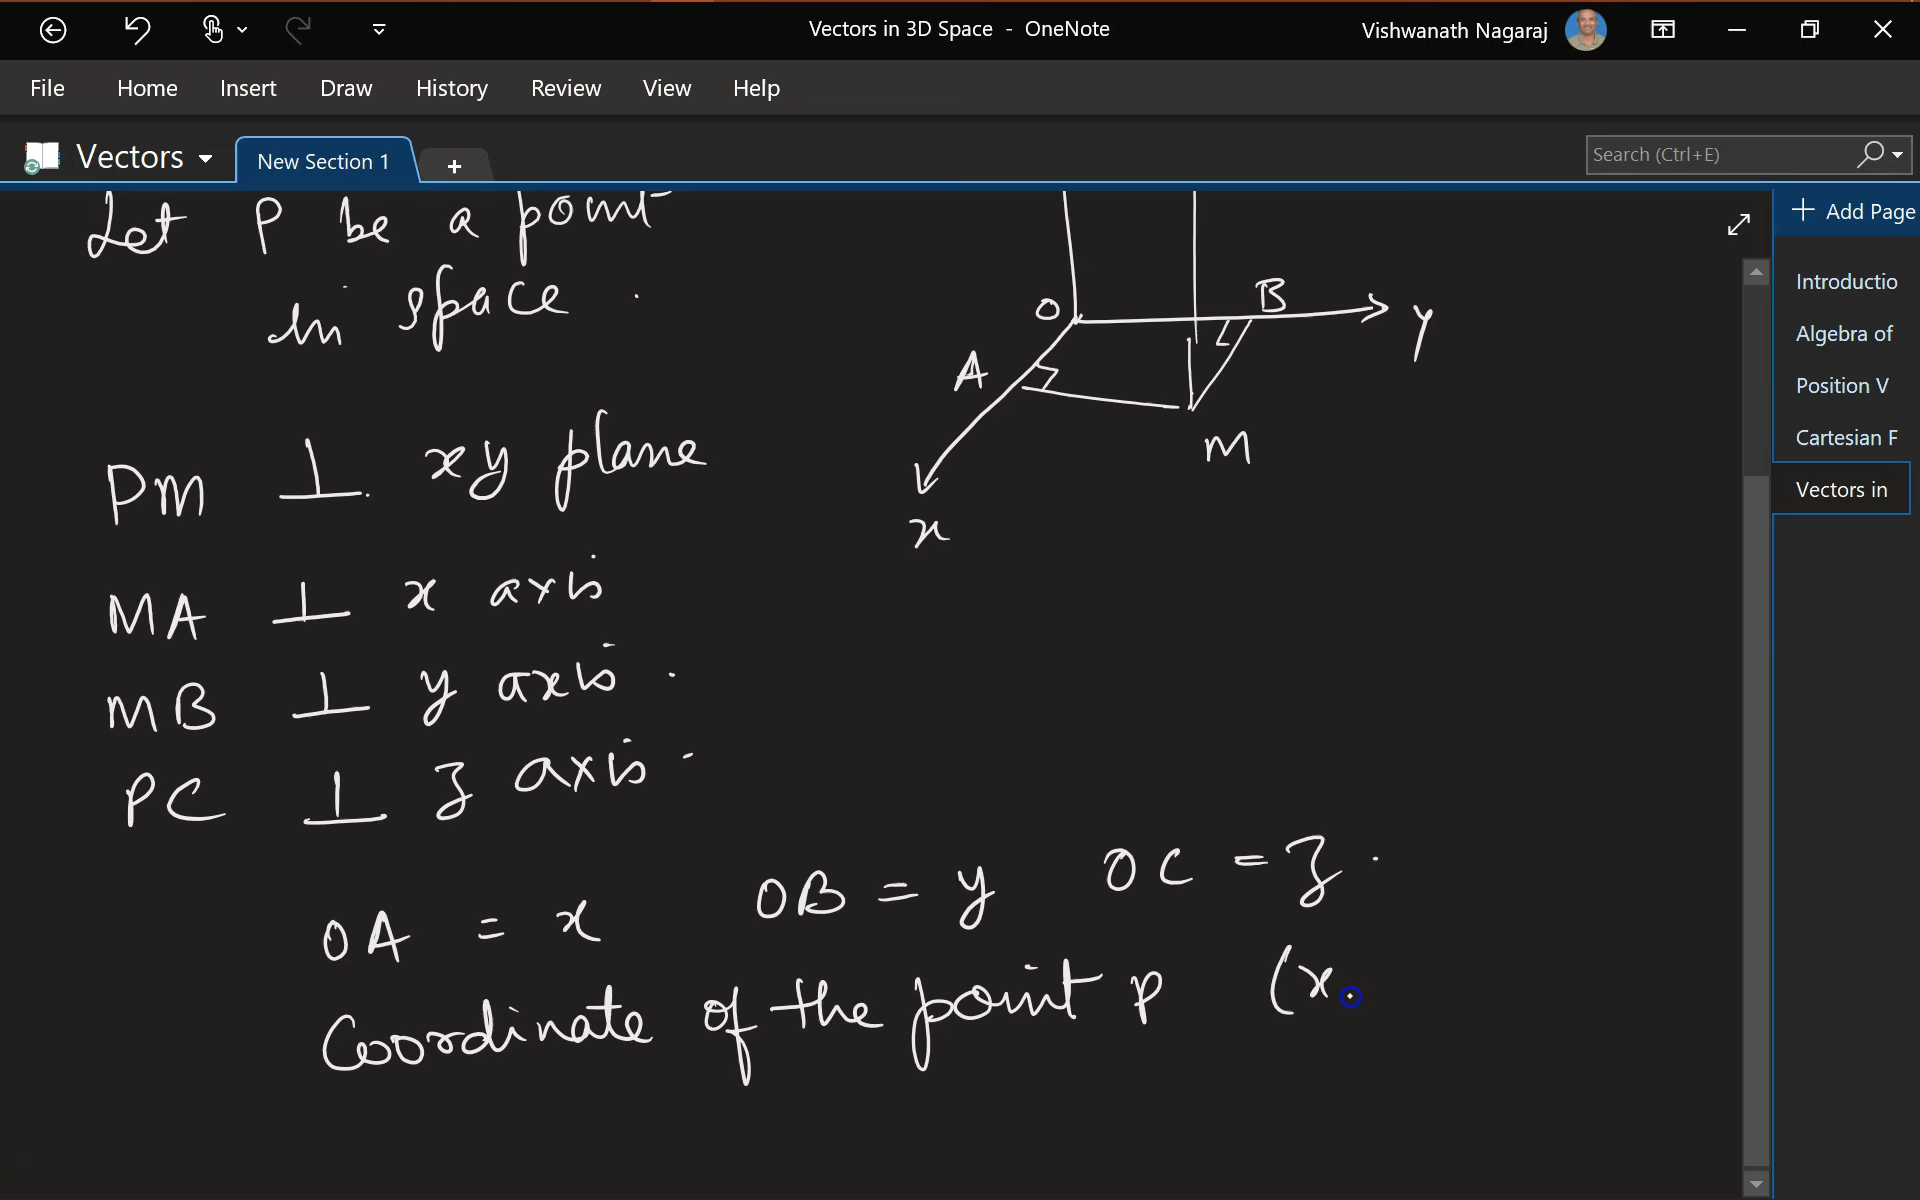 Vectors in 3D Space - OneNote
Vishwanath Nagaraj
File Home Insert Draw History Review View Help
Vectors
New Section 1
+
Search (Ctrl+E)
+ Add Page
Introductio
Algebra of
Position V
Cartesian F
Vectors in
Let P be a point
in space.
PM ⊥ xy plane
MA ⊥ x axis
MB ⊥ y axis.
PC ⊥ z axis.
OA = x OB = y OC = z.
Coordinate of the point P (x
O
B
y
A
M
x